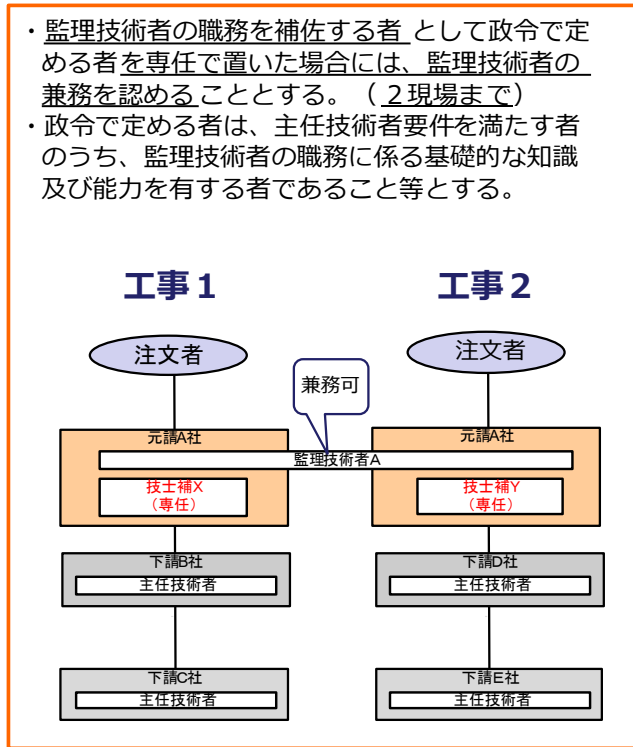 ・監理技術者の職務を補佐する者 として政令で定
める者を専任で置いた場合には、監理技術者の
兼務を認めることとする。（２現場まで）
・政令で定める者は、主任技術者要件を満たす者
のうち、監理技術者の職務に係る基礎的な知識
及び能力を有する者であること等とする。
工事１
工事２
注文者
注文者
兼務可
元請A社
元請A社
監理技術者A
技士補X
（専任）
技士補Y
（専任）
下請B社
主任技術者
下請D社
主任技術者
下請C社
主任技術者
下請E社
主任技術者